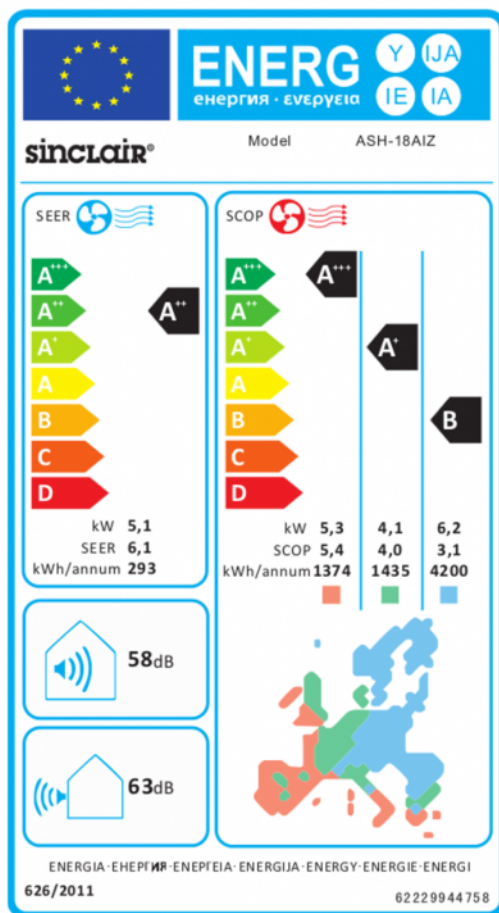 ENERG
енергия · ενεργεια
Y IJA
IE IA
sinclair®
Model ASH-18AIZ
SEER
A+++
A++
A+
A
B
C
D
A++
kW 5,1
SEER 6,1
kWh/annum 293
SCOP
A+++
A++
A+
A
B
C
D
A+++
A+
B
kW 5,3 4,1 6,2
SCOP 5,4 4,0 3,1
kWh/annum 1374 1435 4200
58dB
63dB
ENERGIA·ЕНЕРГИЯ·ΕΝΕΡΓΕΙΑ·ENERGIJA·ENERGY·ENERGIE·ENERGI
626/2011
62229944758